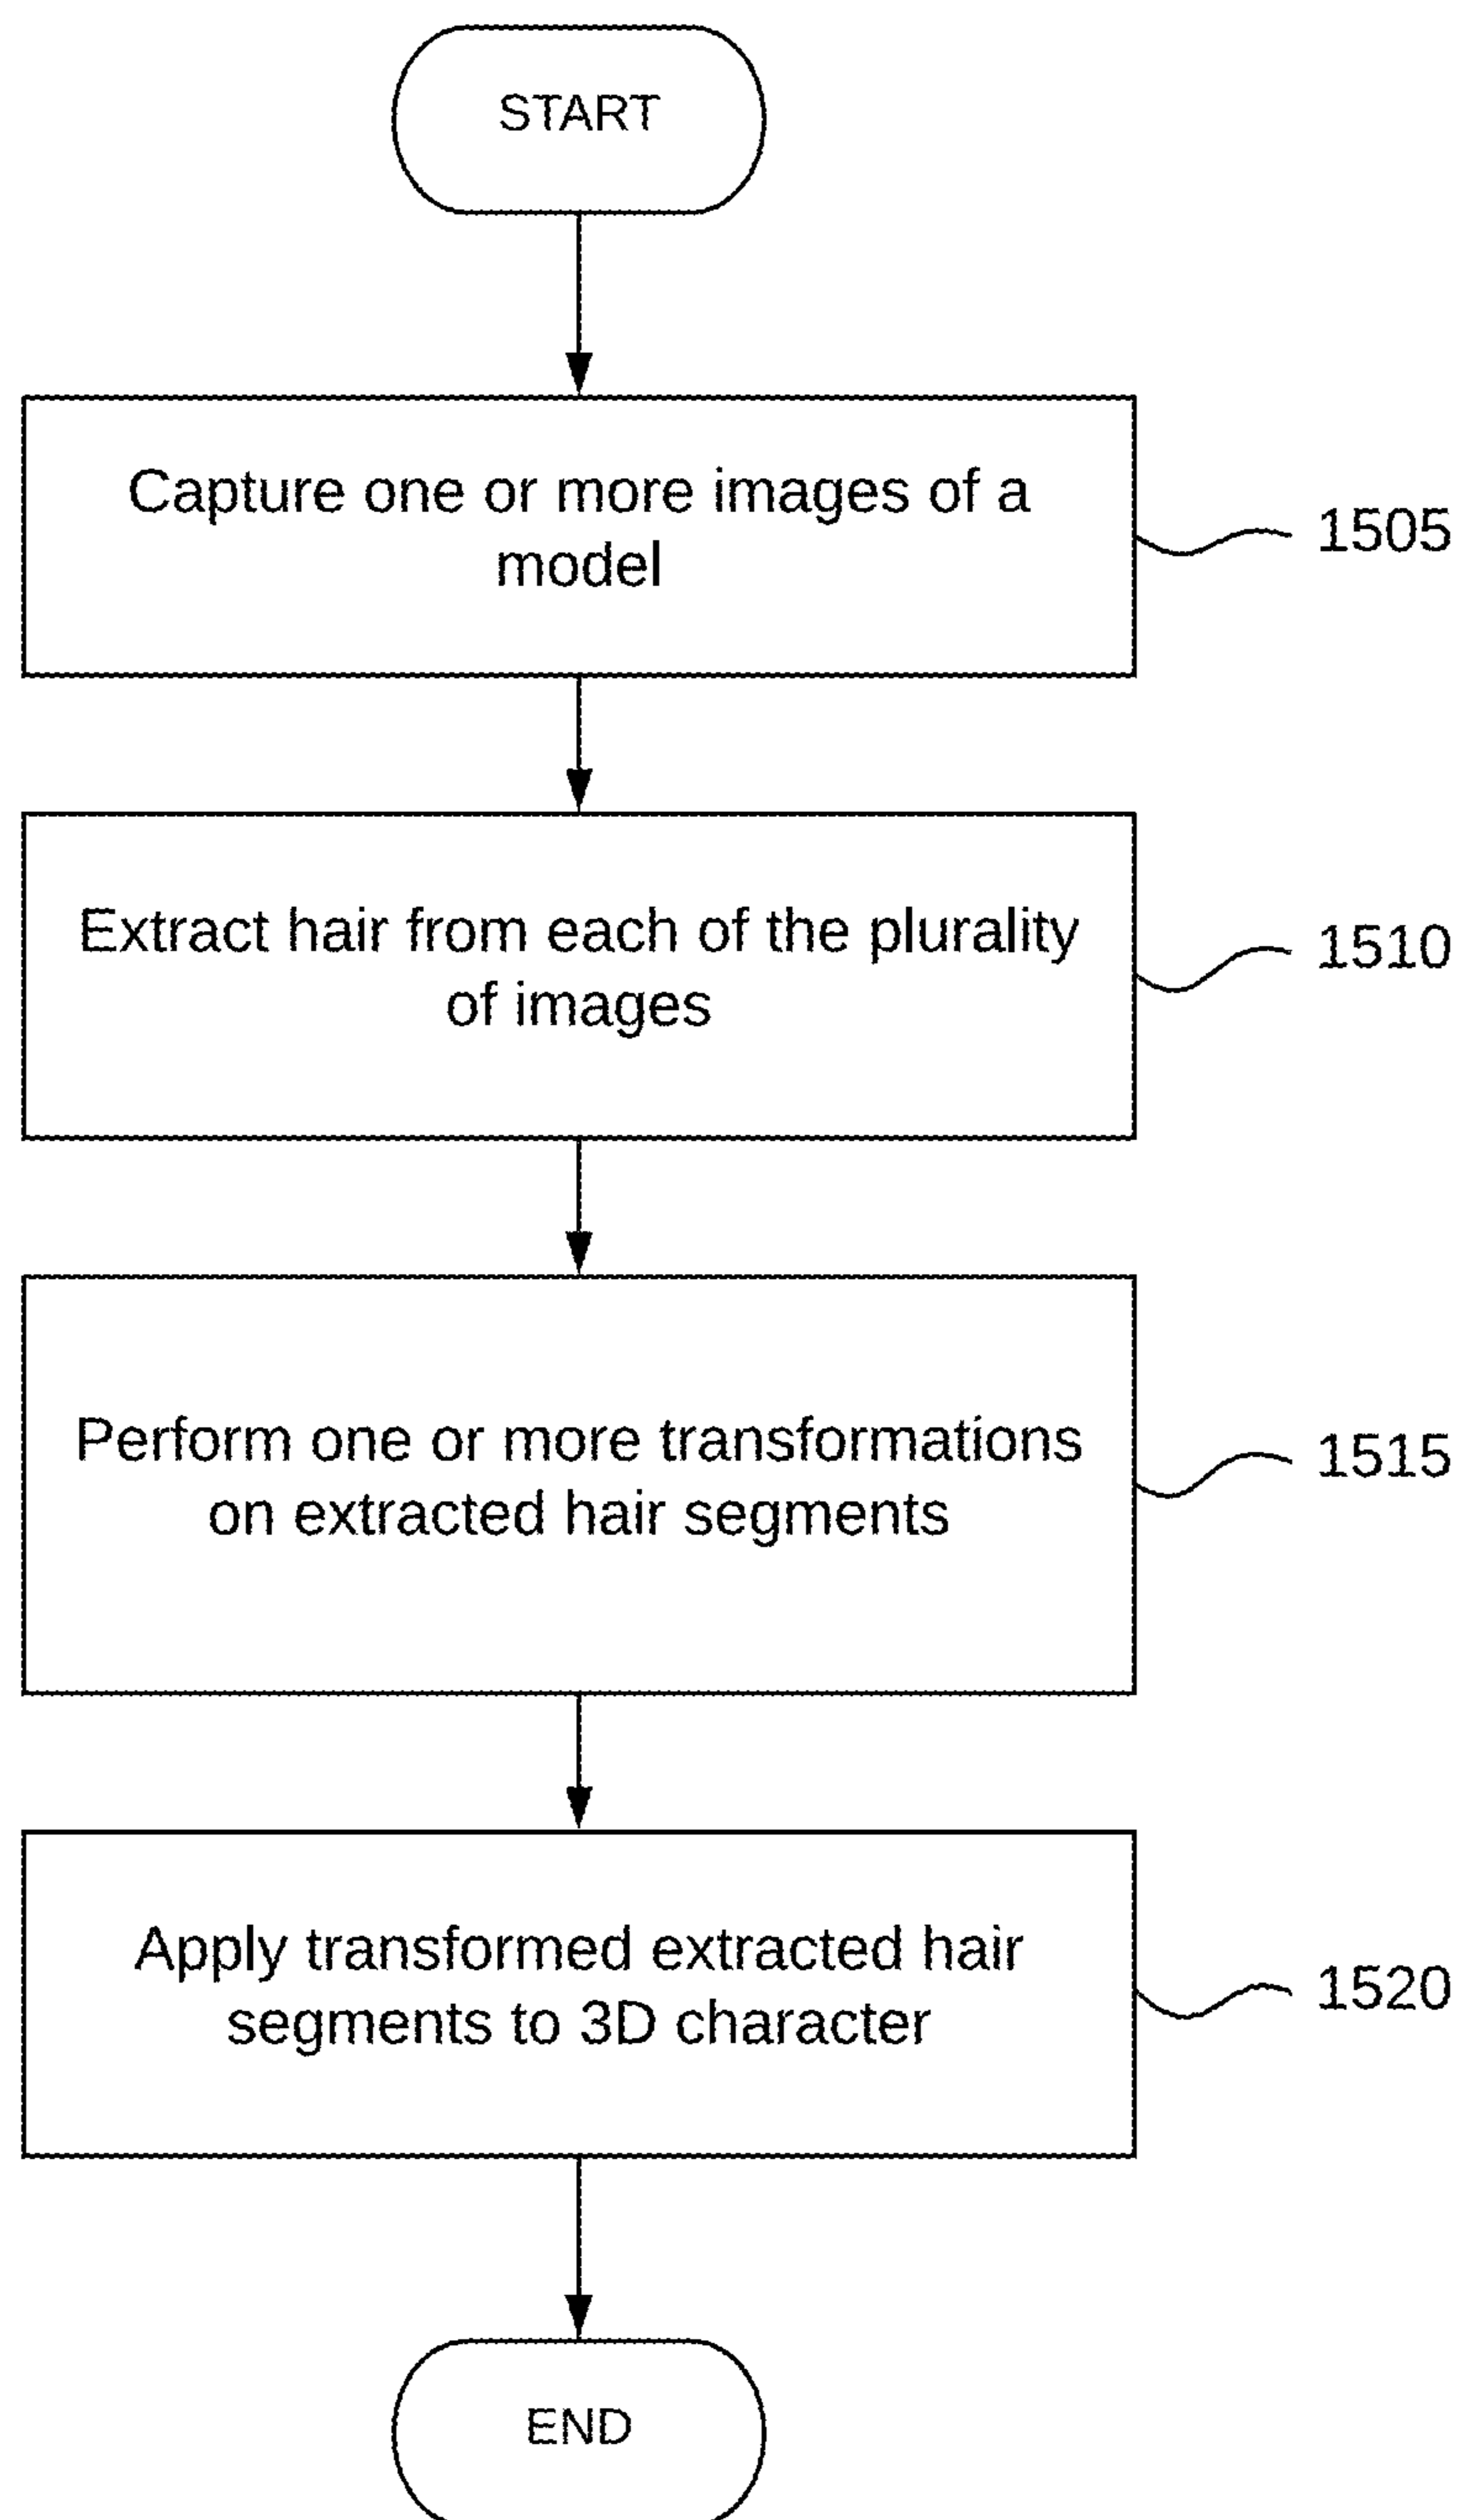 START
Capture one or more images of a
model
1505
Extract hair from each of the plurality
of images
1510
Perform one or more transformations
on extracted hair segments
1515
Apply transformed extracted hair
segments to 3D character
1520
END